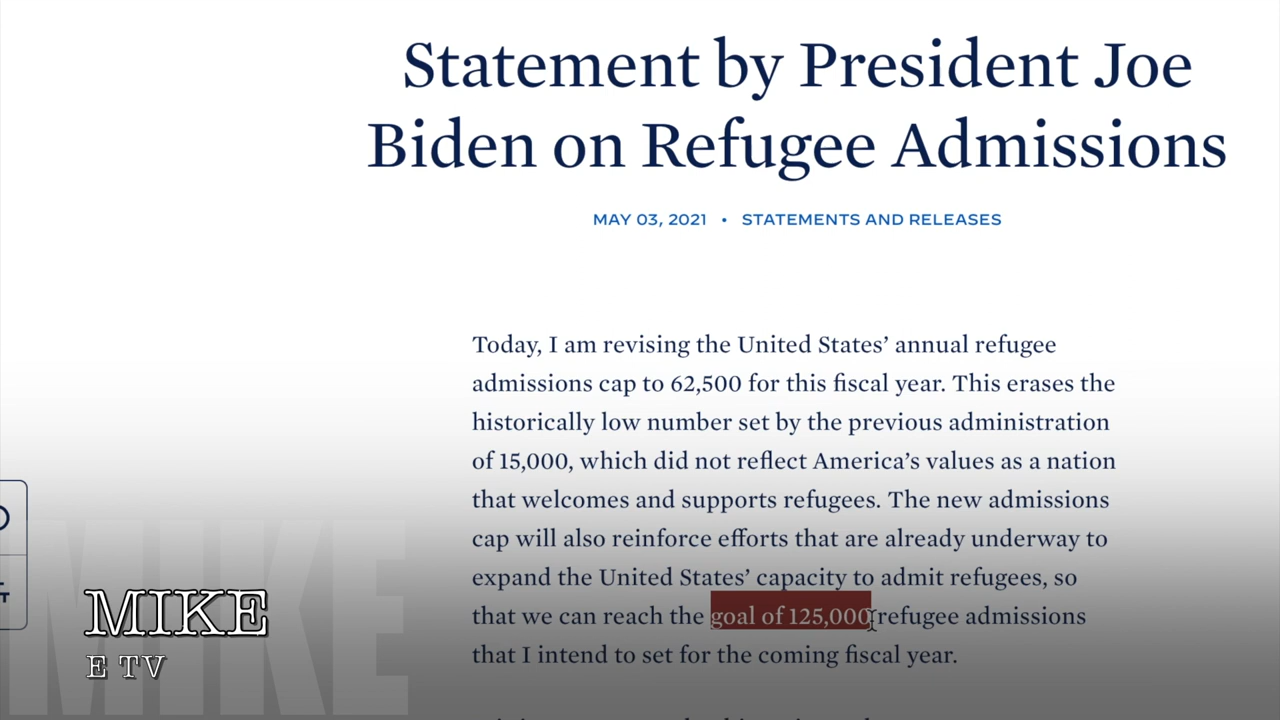 Statement by President Joe
Biden on Refugee Admissions
MAY 03, 2021 • STATEMENTS AND RELEASES
Today, I am revising the United States’ annual refugee
admissions cap to 62,500 for this fiscal year. This erases the
historically low number set by the previous administration
of 15,000, which did not reflect America’s values as a nation
that welcomes and supports refugees. The new admissions
cap will also reinforce efforts that are already underway to
expand the United States’ capacity to admit refugees, so
that we can reach the goal of 125,000 refugee admissions
that I intend to set for the coming fiscal year.
MIKE
MIKE
E TV